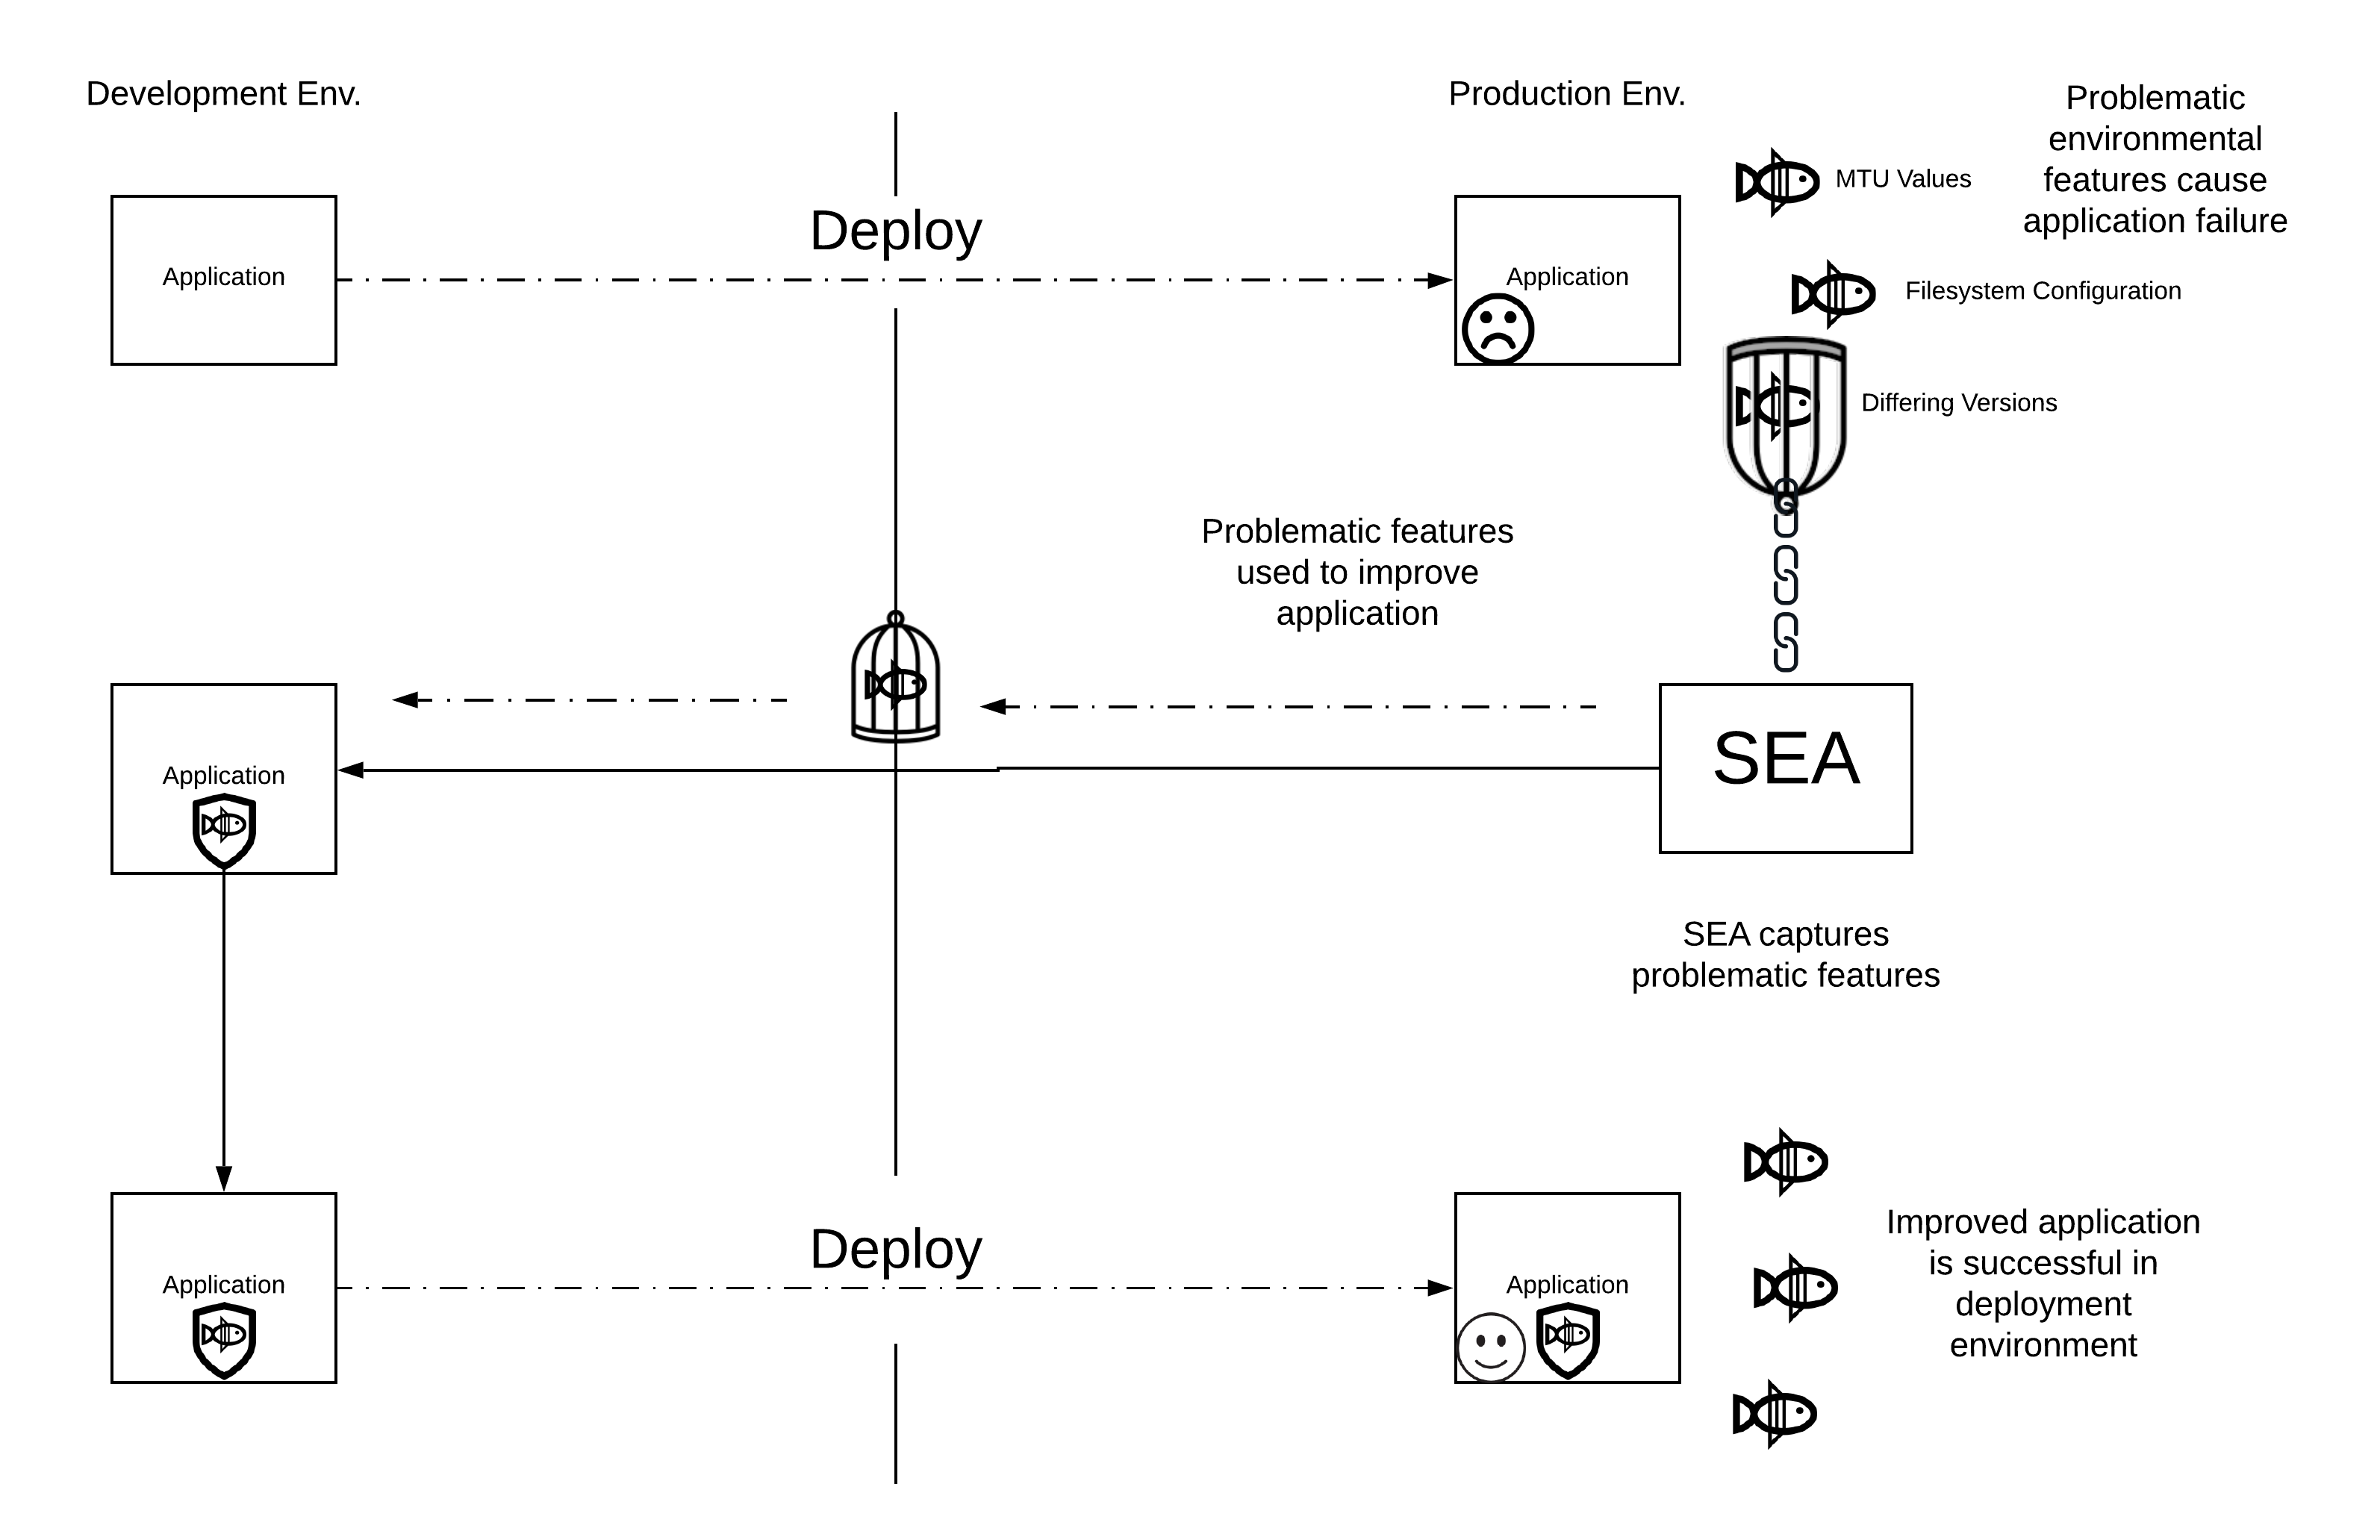 Development Env.
Production Env.
Problematic
environmental
features cause
application failure
MTU Values
Deploy
Application
Application
Filesystem Configuration
Differing Versions
Problematic features
used to improve
application
SEA
Application
SEA captures
problematic features
Deploy
Application
Application
Improved application
is successful in
deployment
environment